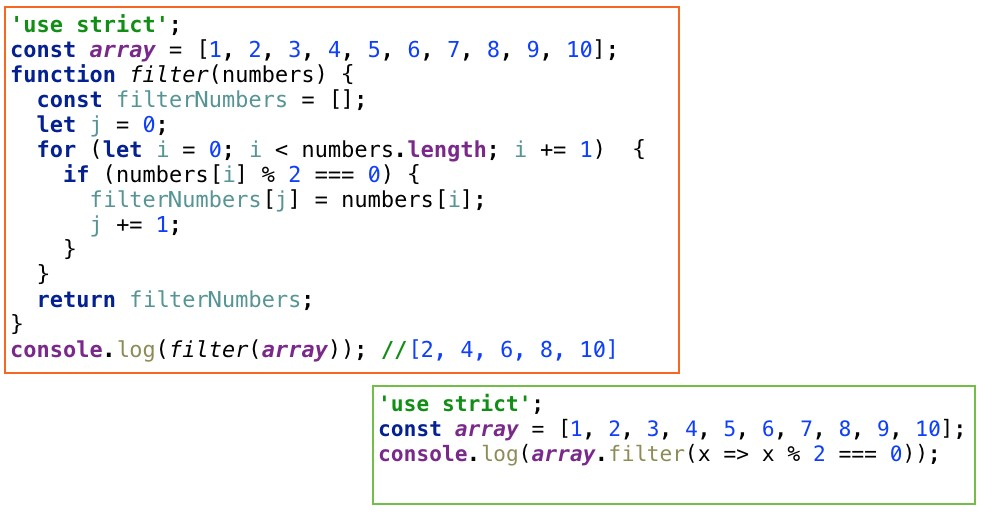 'use strict';
const array = [1, 2, 3, 4, 5, 6, 7, 8, 9, 10];
function filter(numbers) {
  const filterNumbers = [];
  let j = 0;
  for (let i = 0; i < numbers.length; i += 1)  {
    if (numbers[i] % 2 === 0) {
      filterNumbers[j] = numbers[i];
      j += 1;
    }
  }
  return filterNumbers;
}
console.log(filter(array)); //[2, 4, 6, 8, 10]
'use strict';
const array = [1, 2, 3, 4, 5, 6, 7, 8, 9, 10];
console.log(array.filter(x => x % 2 === 0));